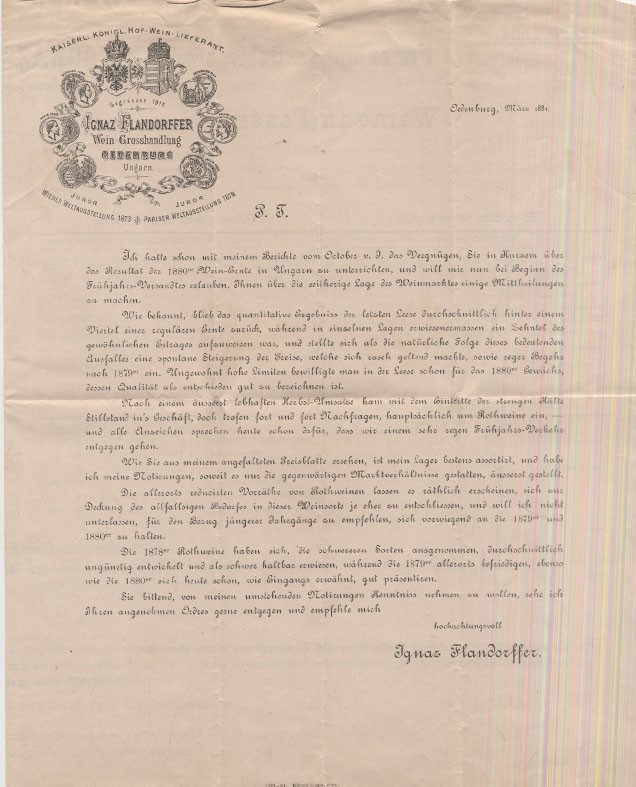 KAISERL. KÖNIGL. HOF-WEIN-LIEFERANT.
Gegründet 1812
IGNAZ FLANDORFFER
Wein-Grosshandlung
OEDENBURG
Ungarn.
JUROR JUROR
WIENER WELTAUSSTELLUNG 1873 PARISER WELTAUSSTELLUNG 1878
Oedenburg, März 1881.
P. T.
Ich hatte schon mit meinem Berichte vom October v. J. das Vergnügen, Sie in Kurzem über
das Resultat der 1880er Wein-Ernte in Ungarn zu unterrichten, und will mir nun bei Beginn des
Frühjahrs-Versandtes erlauben, Ihnen über die seitherige Lage des Weinmarktes einige Mittheilungen
zu machen.
Wie bekannt, blieb das quantitative Ergebniss der letzten Leese durchschnittlich hinter einem
Viertel einer regulären Ernte zurück, während in einzelnen Lagen erwiesenermassen ein Zehntel des
gewöhnlichen Ertrages aufzuweisen war, und stellte sich als die natürliche Folge dieses bedeutenden
Ausfalles eine spontane Steigerung der Preise, welche sich rasch geltend machte, sowie reger Begehr
nach 1879er ein. Ungewohnt hohe Limiten bewilligte man in der Leese schon für das 1880er Gewächs,
dessen Qualität als entschieden gut zu bezeichnen ist.
Nach einem äusserst lebhaften Herbst-Umsatze kam mit dem Eintritte der strengen Kälte
Stillstand in's Geschäft, doch trafen fort und fort Nachfragen, hauptsächlich um Rothweine ein, —
und alle Anzeichen sprechen heute schon dafür, dass wir einem sehr regen Frühjahrs-Verkehr
entgegen gehen.
Wie Sie aus meinem angefalteten Preisblatte ersehen, ist mein Lager bestens assortirt, und habe
ich meine Notirungen, soweit es nur die gegenwärtigen Marktverhältnisse gestatten, äusserst gestellt.
Die allerorts reducirten Vorräthe von Rothweinen lassen es räthlich erscheinen, sich zur
Deckung des allfallsigen Bedarfes in dieser Weinsorte je eher zu entschliessen, und will ich nicht
unterlassen, für den Bezug jüngerer Jahrgänge zu empfehlen, sich vorwiegend an die 1879er und
1880er zu halten.
Die 1878er Rothweine haben sich, die schwereren Sorten ausgenommen, durchschnittlich
ungünstig entwickelt und als schwer haltbar erwiesen, während die 1879er allerorts befriedigen, ebenso
wie die 1880er sich heute schon, wie Eingangs erwähnt, gut präsentiren.
Sie bittend, von meinen umstehenden Notirungen Kenntniss nehmen zu wollen, sehe ich
Ihren angenehmen Ordres gerne entgegen und empfehle mich
hochachtungsvoll
Ignaz Flandorffer.